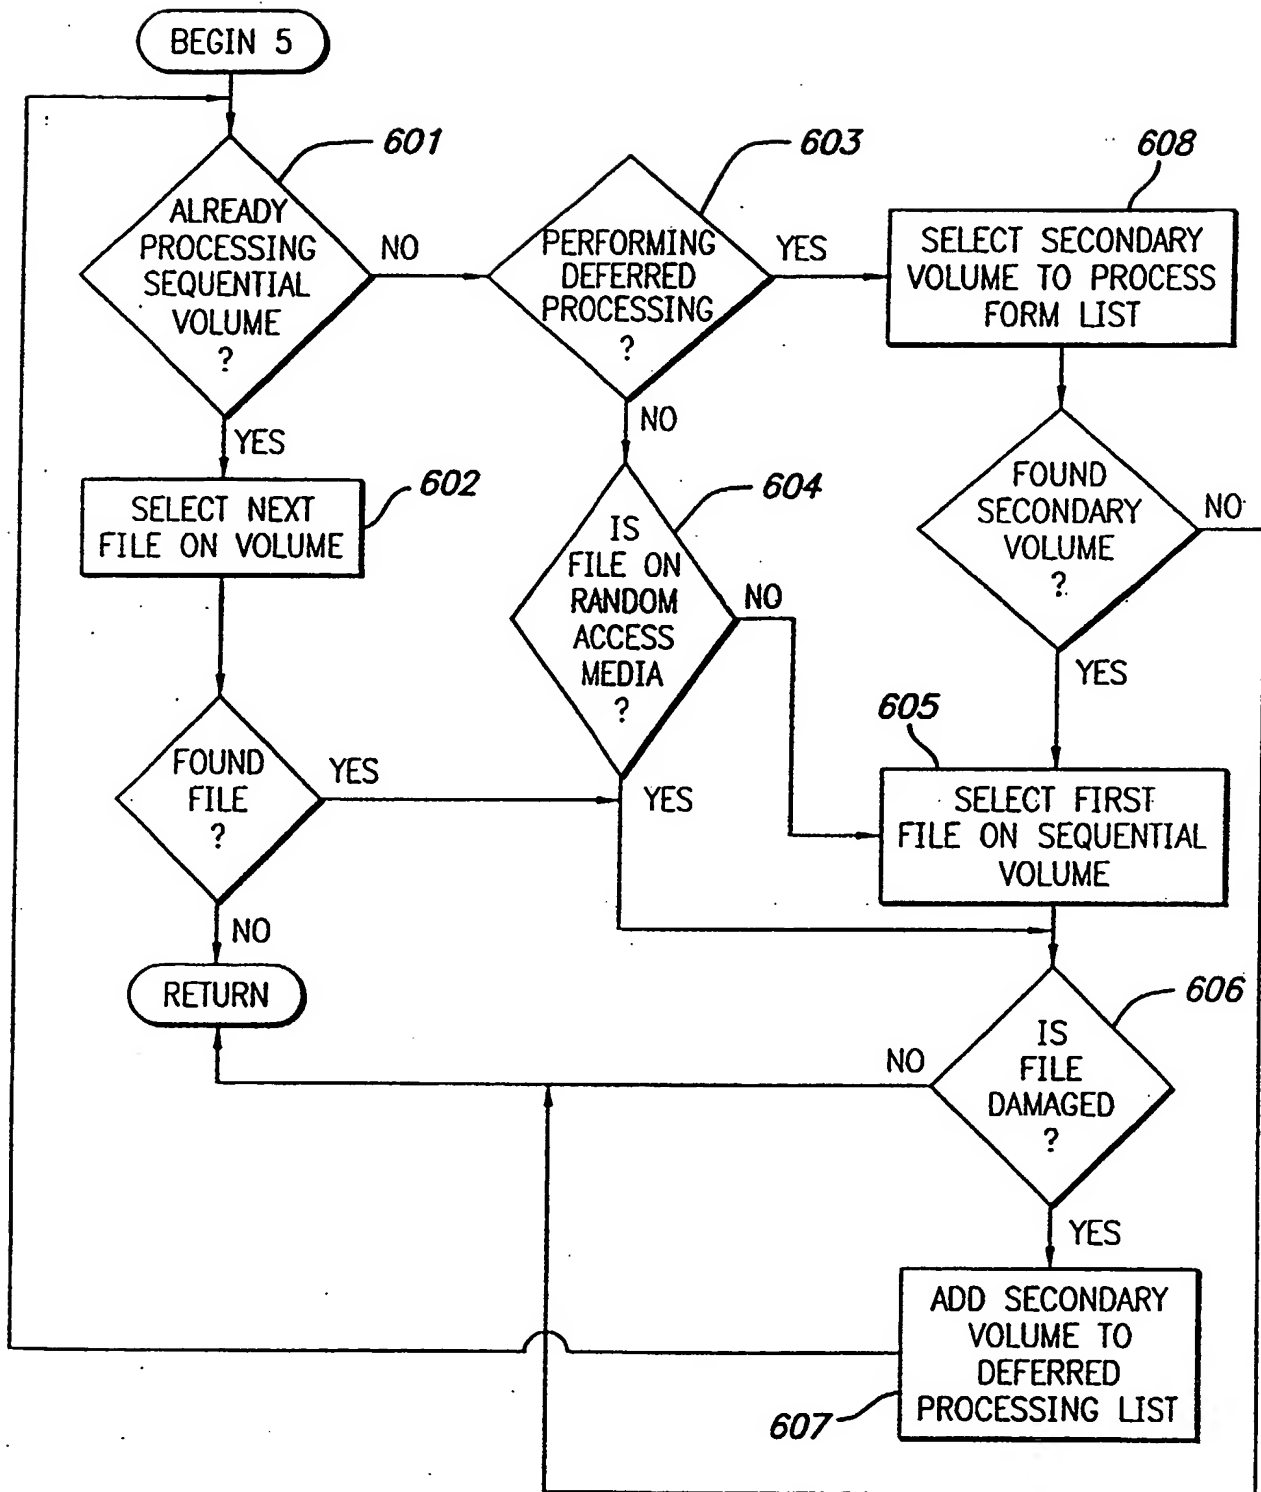 BEGIN 5
601
ALREADY
PROCESSING
SEQUENTIAL
VOLUME
?
NO
YES
603
PERFORMING
DEFERRED
PROCESSING
?
YES
NO
608
SELECT SECONDARY
VOLUME TO PROCESS
FORM LIST
602
SELECT NEXT
FILE ON VOLUME
604
IS
FILE ON
RANDOM
ACCESS
MEDIA
?
NO
YES
FOUND
SECONDARY
VOLUME
?
NO
YES
FOUND
FILE
?
YES
NO
605
SELECT FIRST
FILE ON SEQUENTIAL
VOLUME
RETURN
606
IS
FILE
DAMAGED
?
NO
YES
ADD SECONDARY
VOLUME TO
DEFERRED
PROCESSING LIST
607